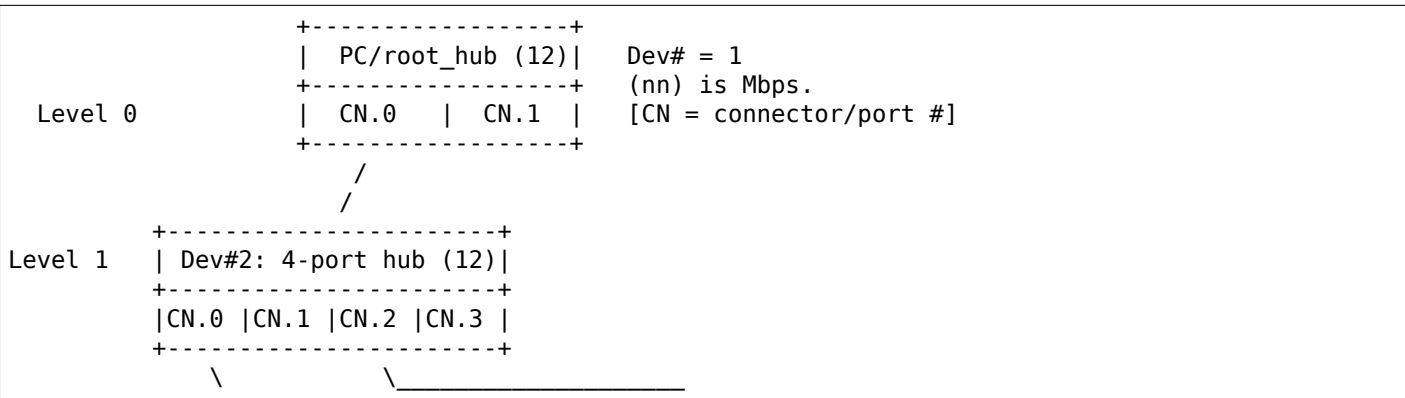 +------------------+
| PC/root_hub (12)| Dev# = 1
+------------------+ (nn) is Mbps.
Level 0 | CN.0 | CN.1 | [CN = connector/port #]
+------------------+
/
/
+-----------------------+
Level 1 | Dev#2: 4-port hub (12)|
+-----------------------+
|CN.0 |CN.1 |CN.2 |CN.3 |
+-----------------------+
\ \____________________